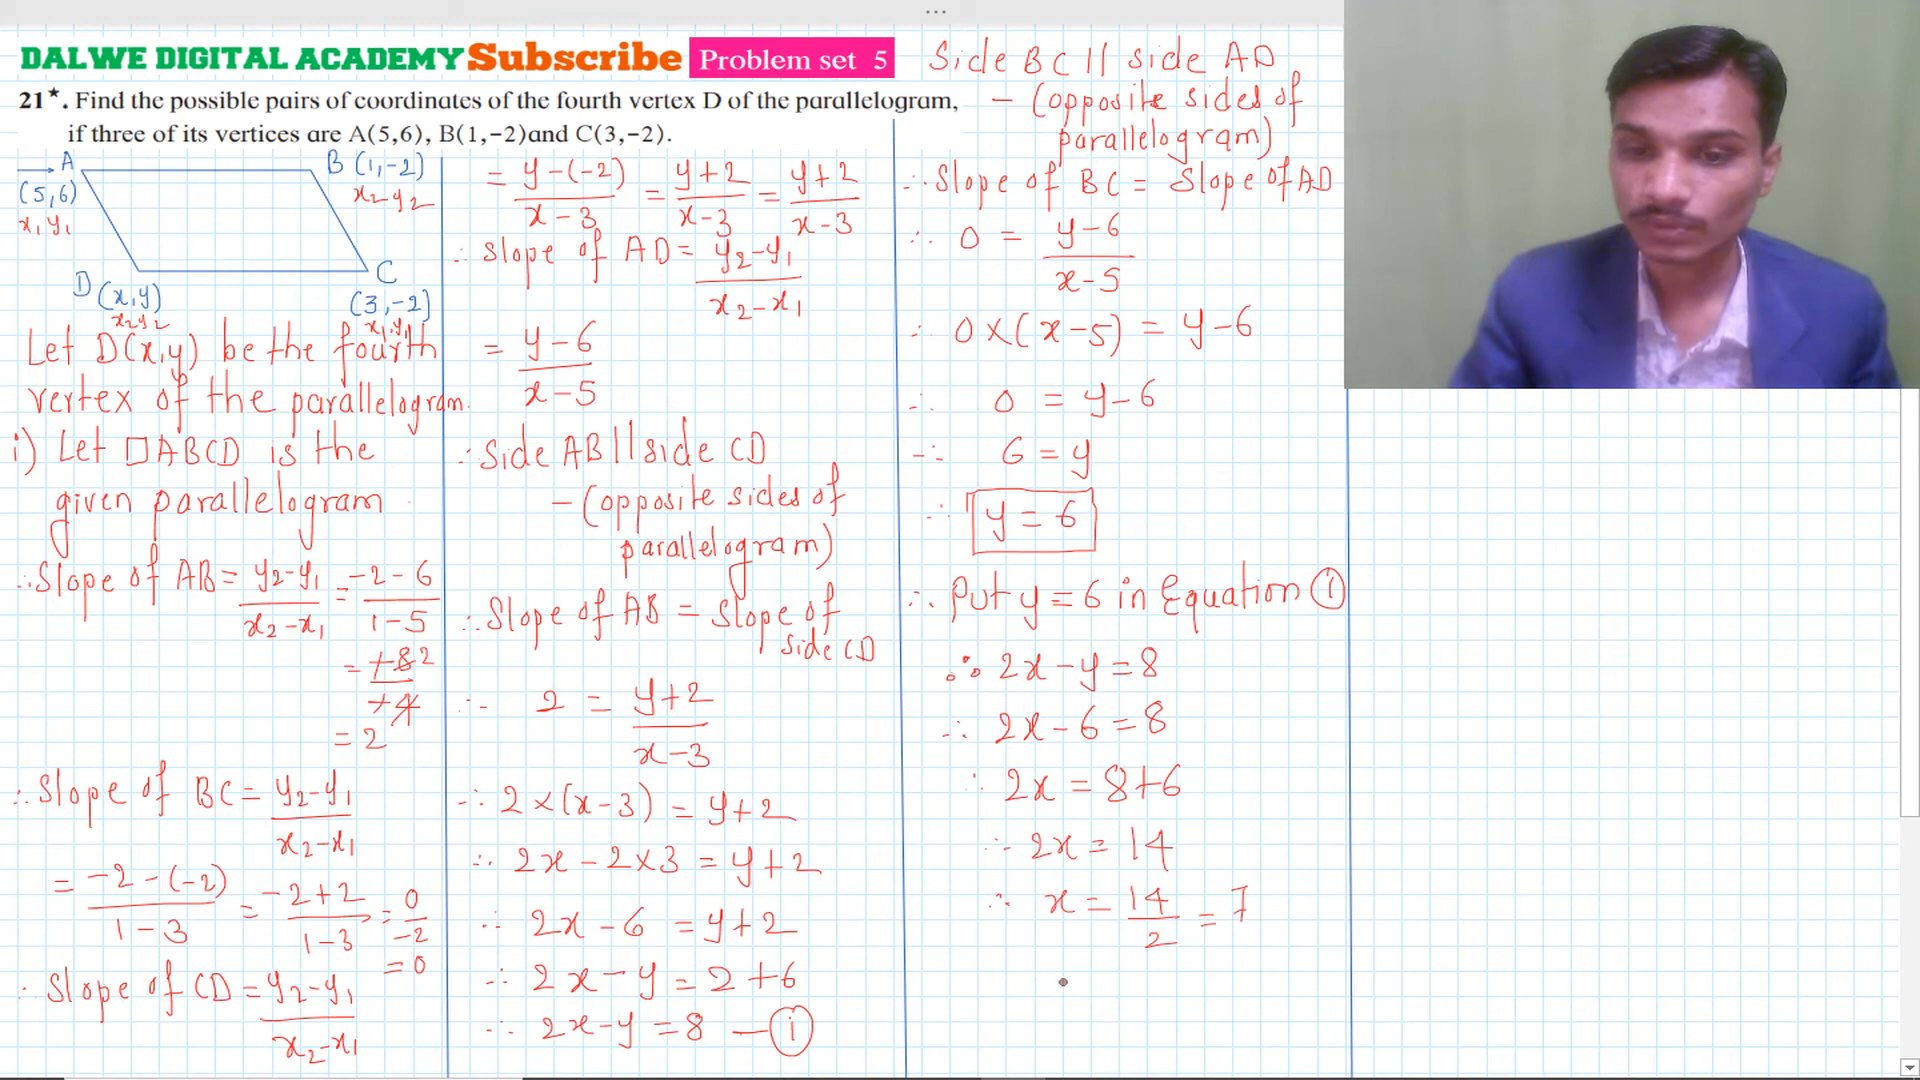 ...
DALWE DIGITAL ACADEMY Subscribe Problem set 5
21★. Find the possible pairs of coordinates of the fourth vertex D of the parallelogram,
if three of its vertices are A(5,6), B(1,-2)and C(3,-2).
A
B (1,-2)
(5,6)
x₂ y₂
x₁ y₁
D (x,y)
C
(3,-2)
x₂ y₂
x₁ y₁
Let D(x,y) be the fourth
vertex of the parallelogram.
i) Let □ABCD is the
given parallelogram
∴ Slope of AB = y₂-y₁/x₂-x₁ = -2-6/1-5
= +82/+4
= 2
∴ Slope of BC = y₂-y₁/x₂-x₁
= -2-(-2)/1-3 = -2+2/1-3 = 0/-2
= 0
∴ Slope of CD = y₂-y₁/x₂-x₁
= y-(-2)/x-3 = y+2/x-3 = y+2/x-3
∴ slope of AD = y₂-y₁/x₂-x₁
= y-6/x-5
∴ Side AB || side CD
- (opposite sides of
parallelogram)
∴ Slope of AB = Slope of
side CD
∴ 2 = y+2/x-3
∴ 2×(x-3) = y+2
∴ 2x-2×3 = y+2
∴ 2x-6 = y+2
∴ 2x-y = 2+6
∴ 2x-y = 8 — (i)
Side BC || side AD
- (opposite sides of
parallelogram)
∴ Slope of BC = Slope of AD
∴ 0 = y-6/x-5
∴ 0×(x-5) = y-6
∴ 0 = y-6
∴ 6 = y
∴ y = 6
∴ Put y = 6 in Equation (i)
∴ 2x-y = 8
∴ 2x-6 = 8
∴ 2x = 8+6
∴ 2x = 14
∴ x = 14/2 = 7